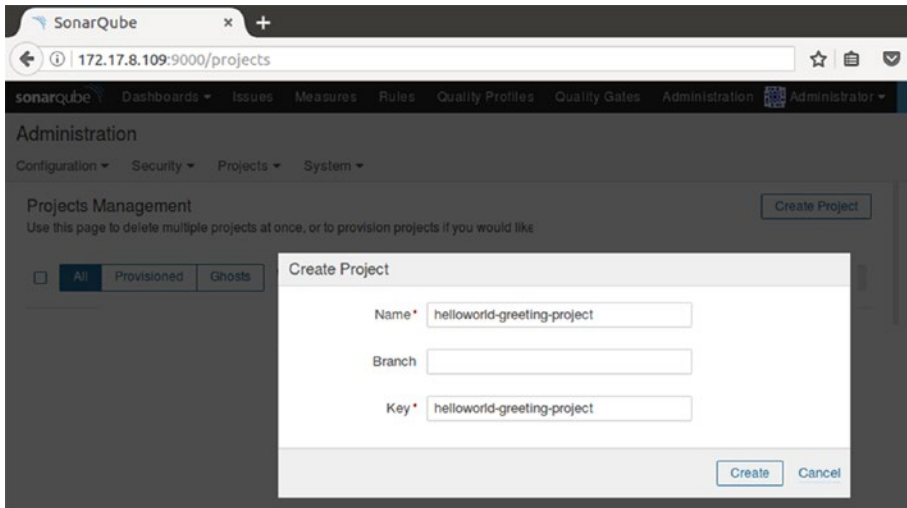 SonarQube
172.17.8.109:9000/projects
sonarqube Dashboards Issues Measures Rules Quality Profiles Quality Gates Administration Administrator
Administration
Configuration Security Projects System
Projects Management
Create Project
Use this page to delete multiple projects at once, or to provision projects if you would like
All Provisioned Ghosts
Create Project
Name* helloworld-greeting-project
Branch
Key* helloworld-greeting-project
Create Cancel